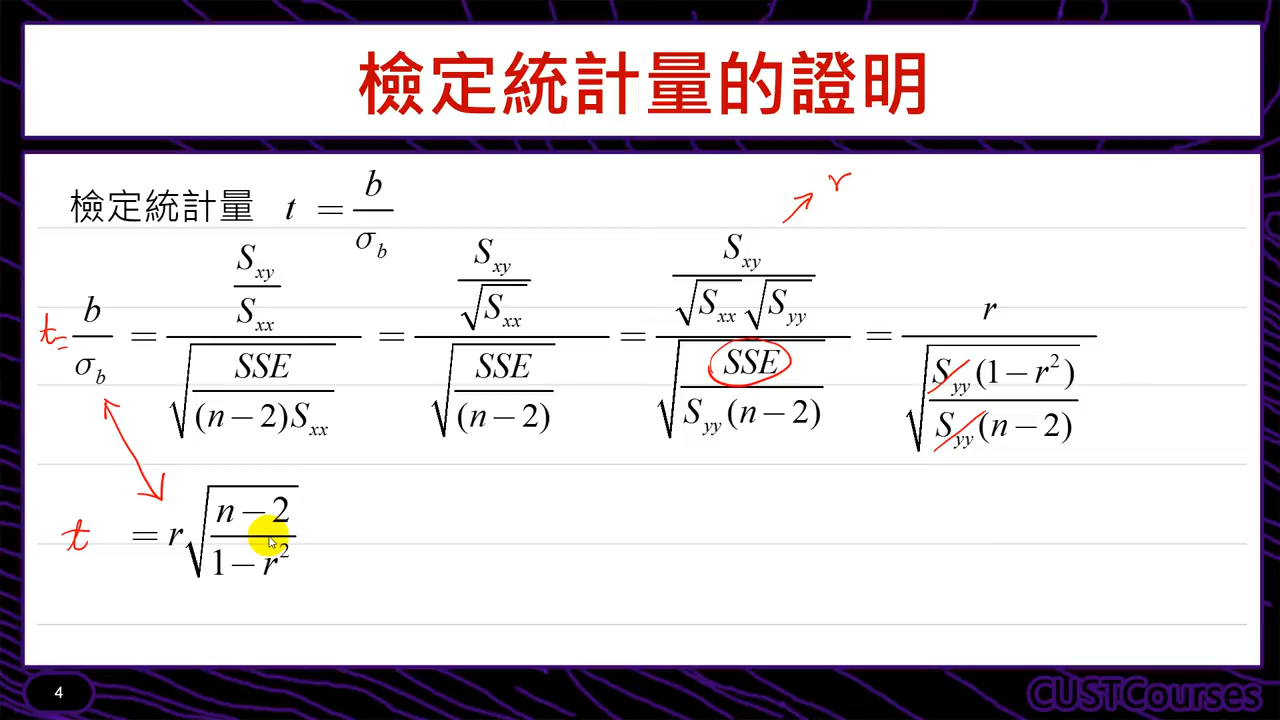 檢定統計量的證明
檢定統計量 t = b / σ_b
r
t = b / σ_b = (S_xy / S_xx) / √(SSE / ((n−2)S_xx)) = (S_xy / √S_xx) / √(SSE / (n−2)) = (S_xy / (√S_xx √S_yy)) / √(SSE / (S_yy(n−2))) = r / √(S_yy(1−r²) / (S_yy(n−2)))
t = r√((n−2) / (1−r²))
4
CUSTCourses